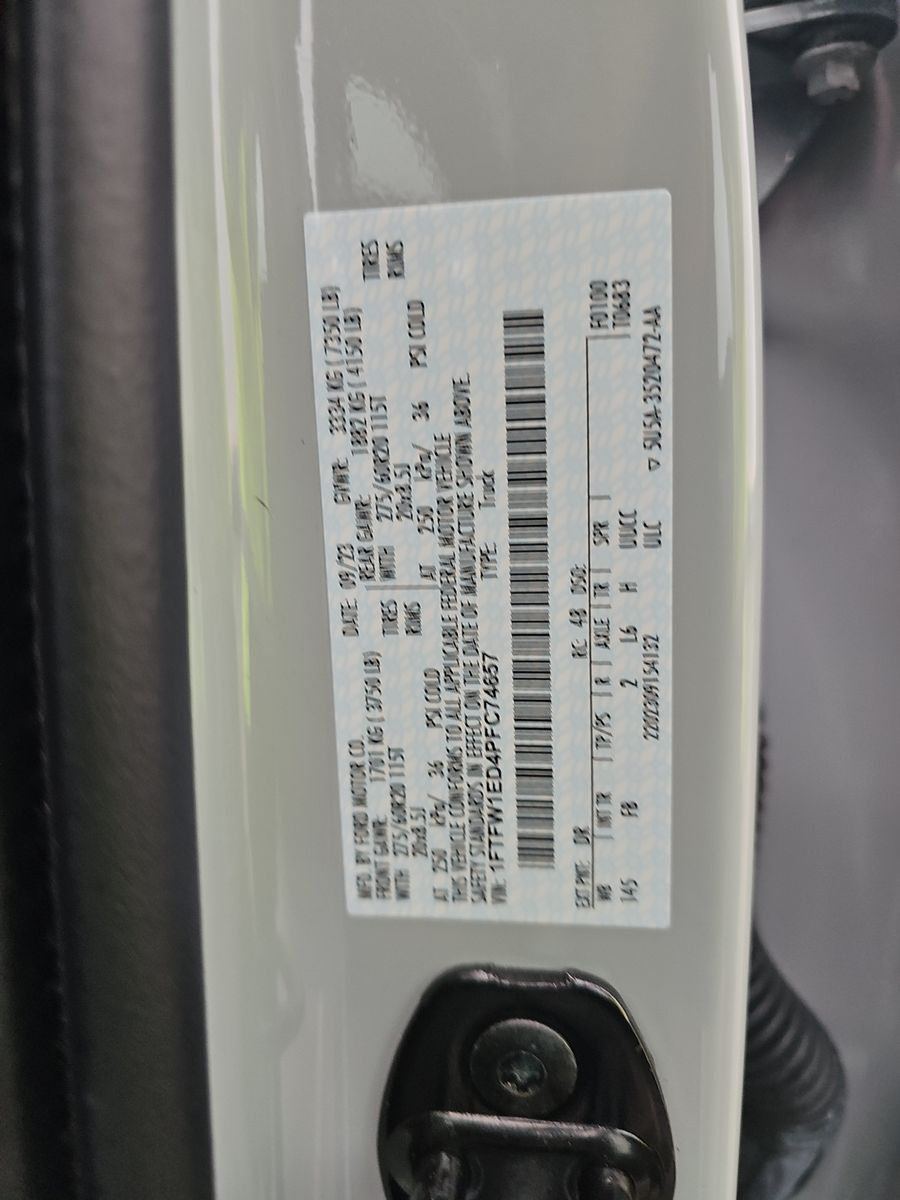 MFD. BY FORD MOTOR CO.
DATE: 09/23 GVWR: 3334 KG ( 7350 LB)
FRONT GAWR: 1701 KG ( 3750 LB) REAR GAWR: 1882 KG ( 4150 LB)
WITH 275/60R20 115T TIRES WITH 275/60R20 115T TIRES
20x8.5J RIMS 20x8.5J RIMS
AT 250 kPa/ 36 PSI COLD AT 250 kPa/ 36 PSI COLD
THIS VEHICLE CONFORMS TO ALL APPLICABLE FEDERAL MOTOR VEHICLE
SAFETY STANDARDS IN EFFECT ON THE DATE OF MANUFACTURE SHOWN ABOVE.
VIN: 1FTFW1ED4PFC74657 TYPE: Truck
EXT PNT: DR RC: 48 DSO: F0100
WB | INT TR | TP/PS | R | AXLE | TR | SPR | T0683
145 FB 2 L6 H UUCC
2202309154132 ULC ▽ 5U5A-3520472-AA